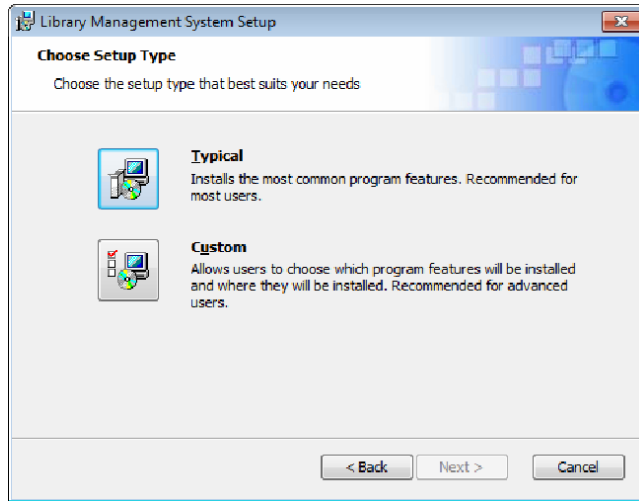 Library Management System Setup
Choose Setup Type
Choose the setup type that best suits your needs
Typical
Installs the most common program features. Recommended for
most users.
Custom
Allows users to choose which program features will be installed
and where they will be installed. Recommended for advanced
users.
< Back Next > Cancel